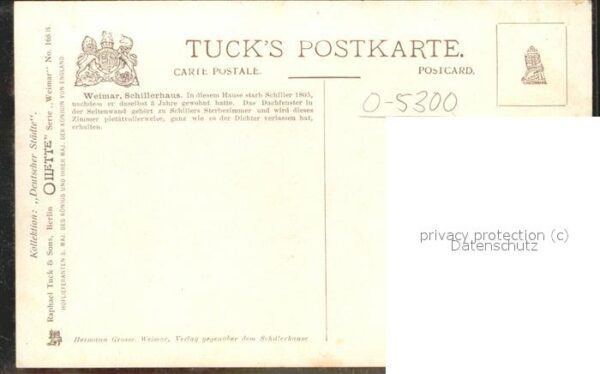 TUCK'S POSTKARTE.
CARTE POSTALE.
POSTCARD.
O-5300
Weimar, Schillerhaus. In diesem Hause starb Schiller 1805,
nachdem er daselbst 3 Jahre gewohnt hatte. Das Dachfenster in
der Seitenwand gehört zu Schillers Sterbezimmer und wird dieses
Zimmer pietätvollerweise, ganz wie es der Dichter verlassen hat,
erhalten.
Kollektion: „Deutscher Städte".
Raphael Tuck & Sons, Berlin OILETTE" Serie „Weimar" No.
HOFLIEFERANTEN S. MAJ. DES KÖNIGS UND IHRER MAJ. DER KÖNIGIN VON ENGLAND
Hermann Grosse, Weimar, Verlag gegenüber dem Schillerhause
privacy protection (c)
Datenschutz